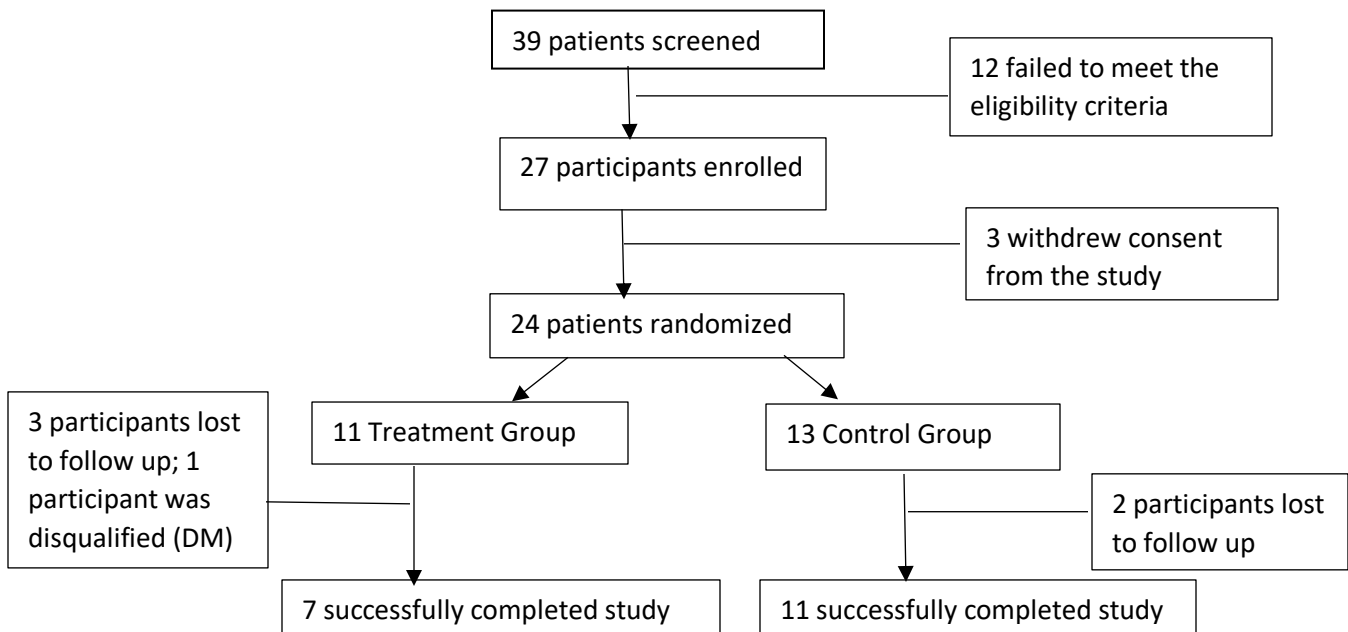 39 patients screened
12 failed to meet the
eligibility criteria
27 participants enrolled
3 withdrew consent
from the study
24 patients randomized
3 participants lost
to follow up; 1
participant was
disqualified (DM)
11 Treatment Group
13 Control Group
2 participants lost
to follow up
7 successfully completed study
11 successfully completed study